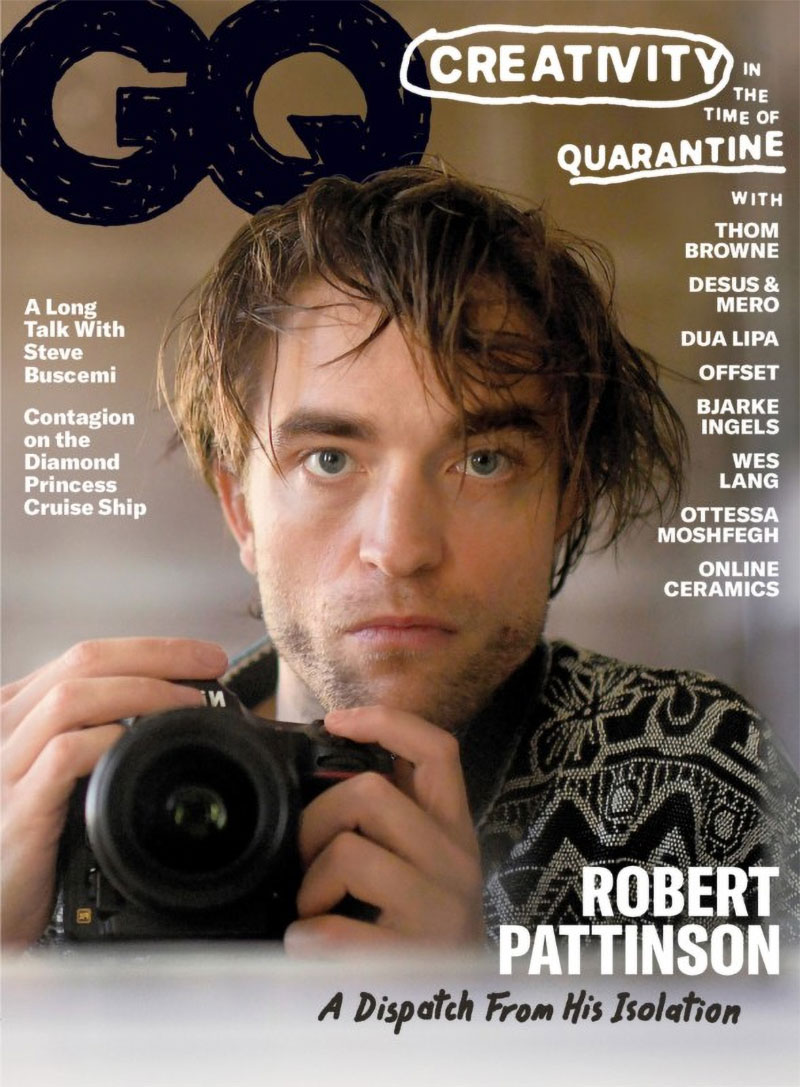 GQ
CREATIVITY IN
THE
TIME OF
QUARANTINE
WITH
THOM
BROWNE
DESUS &
MERO
DUA LIPA
OFFSET
BJARKE
INGELS
WES
LANG
OTTESSA
MOSHFEGH
ONLINE
CERAMICS
A Long
Talk With
Steve
Buscemi
Contagion
on the
Diamond
Princess
Cruise Ship
ROBERT
PATTINSON
A Dispatch From His Isolation